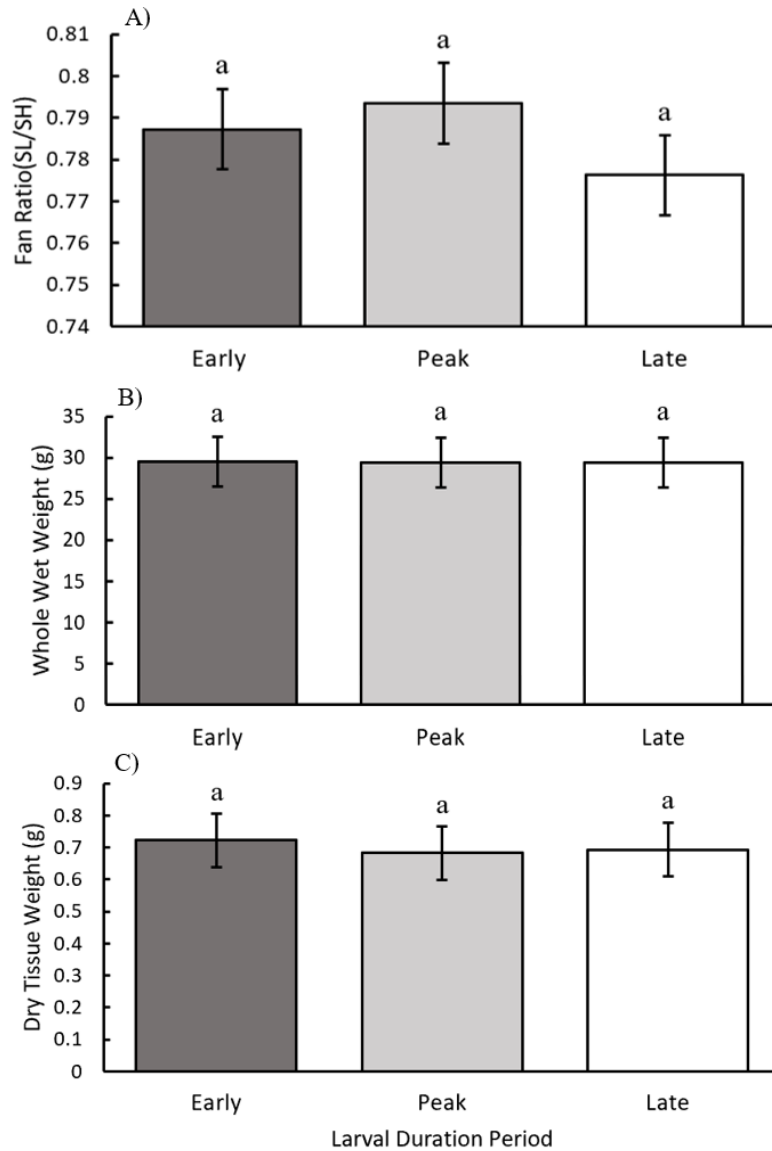 A)
Fan Ratio(SL/SH)
0.81
0.8
0.79
0.78
0.77
0.76
0.75
0.74
a
a
a
Early
Peak
Late
B)
Whole Wet Weight (g)
35
30
25
20
15
10
5
0
a
a
a
Early
Peak
Late
C)
Dry Tissue Weight (g)
0.9
0.8
0.7
0.6
0.5
0.4
0.3
0.2
0.1
0
a
a
a
Early
Peak
Late
Larval Duration Period